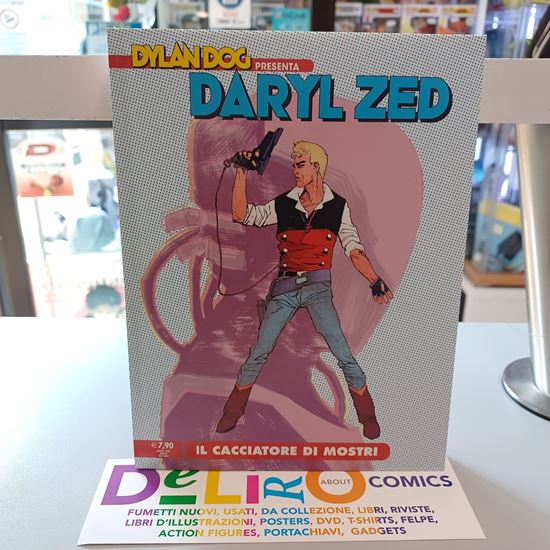 DYLAN DOG PRESENTA
DARYL ZED
€7,90
IL CACCIATORE DI MOSTRI
DeLiRO ABOUT COMICS
FUMETTI NUOVI, USATI, DA COLLEZIONE, LIBRI, RIVISTE,
LIBRI D'ILLUSTRAZIONI, POSTERS, DVD, T-SHIRTS, FELPE,
ACTION FIGURES, PORTACHIAVI, GADGETS